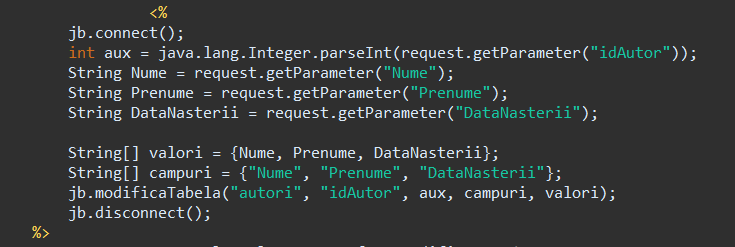 <%
jb.connect();
int aux = java.lang.Integer.parseInt(request.getParameter("idAutor"));
String Nume = request.getParameter("Nume");
String Prenume = request.getParameter("Prenume");
String DataNasterii = request.getParameter("DataNasterii");
String[] valori = {Nume, Prenume, DataNasterii};
String[] campuri = {"Nume", "Prenume", "DataNasterii"};
jb.modificaTabela("autori", "idAutor", aux, campuri, valori);
jb.disconnect();
%>